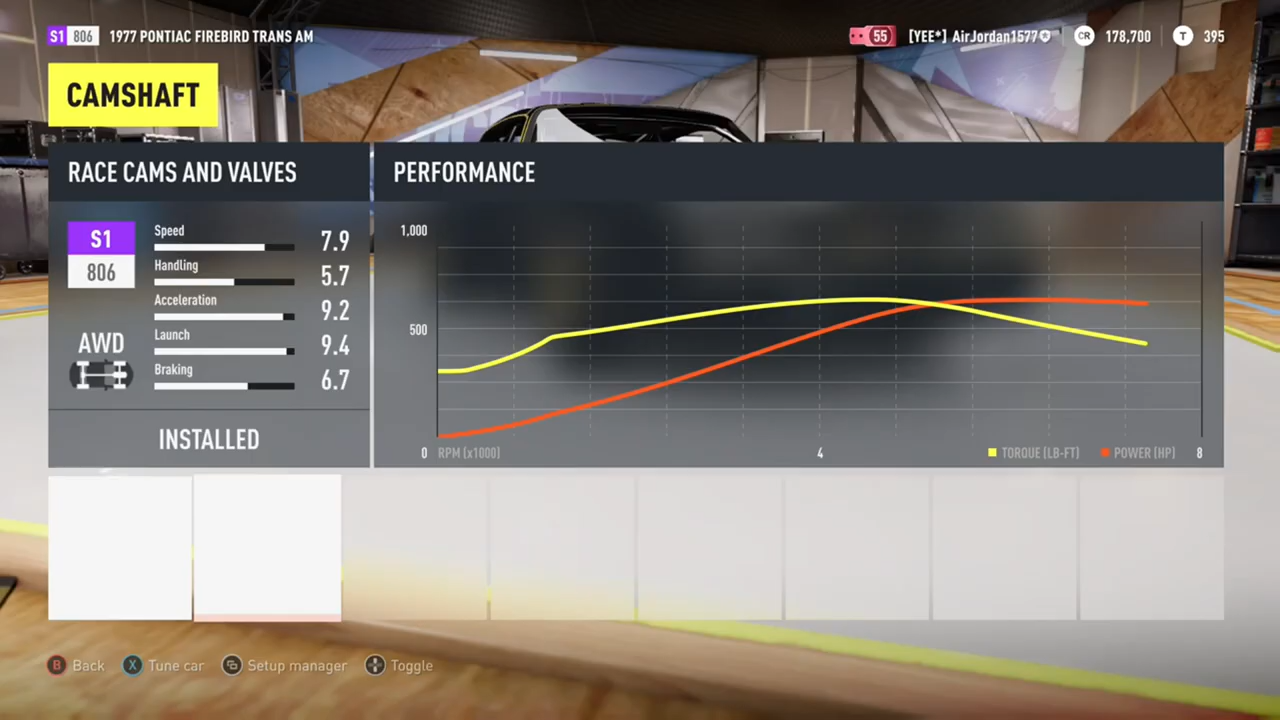 S1 806 1977 PONTIAC FIREBIRD TRANS AM
55 [YEE*] AirJordan1577 CR 178,700 T 395
CAMSHAFT
RACE CAMS AND VALVES
S1
806
AWD
Speed 7.9
Handling 5.7
Acceleration 9.2
Launch 9.4
Braking 6.7
INSTALLED
PERFORMANCE
1,000
500
0 RPM [x1000] 4 8
TORQUE [LB-FT] POWER [HP]
B Back X Tune car Setup manager Toggle